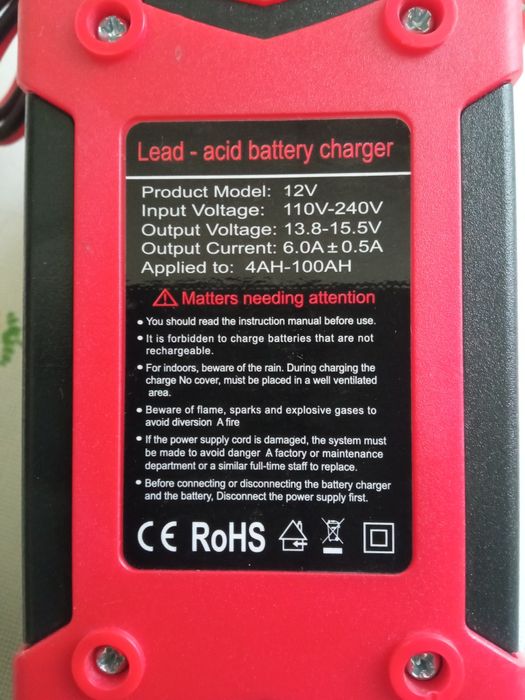 Lead - acid battery charger
Product Model: 12V
Input Voltage: 110V-240V
Output Voltage: 13.8-15.5V
Output Current: 6.0A±0.5A
Applied to: 4AH-100AH
Matters needing attention
• You should read the instruction manual before use.
• It is forbidden to charge batteries that are not
rechargeable.
• For indoors, beware of the rain. During charging the
charge No cover, must be placed in a well ventilated
area.
• Beware of flame, sparks and explosive gases to
avoid diversion A fire
• If the power supply cord is damaged, the system must
be made to avoid danger A factory or maintenance
department or a similar full-time staff to replace.
• Before connecting or disconnecting the battery charger
and the battery, Disconnect the power supply first.
CE RoHS